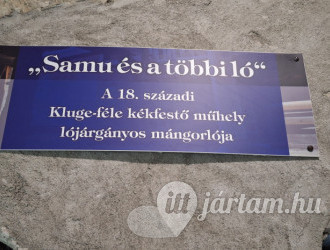 „Samu és a többi ló“
A 18. századi
Kluge-féle kékfestő műhely
lójárgányos mángorlója
itt jártam.hu